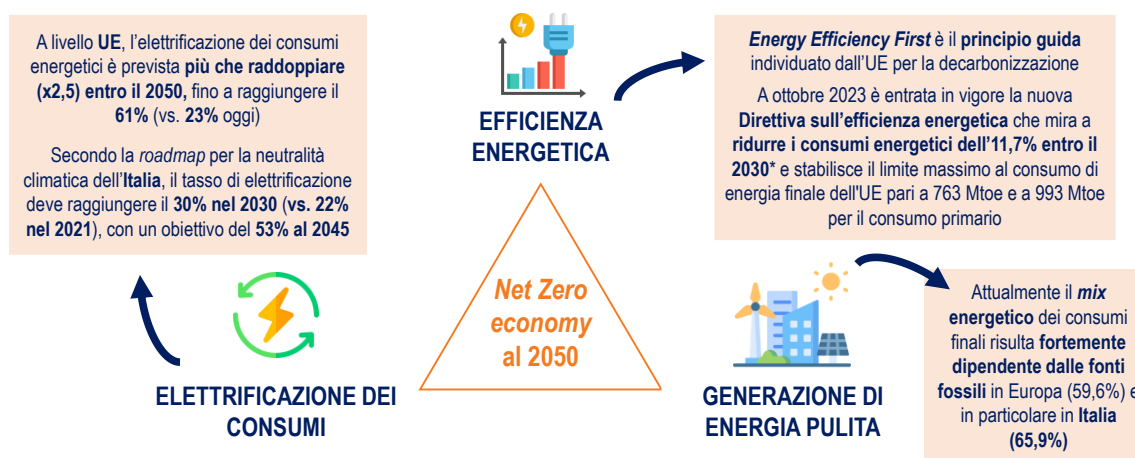 A livello UE, l'elettrificazione dei consumi
energetici è prevista più che raddoppiare
(x2,5) entro il 2050, fino a raggiungere il
61% (vs. 23% oggi)
Secondo la roadmap per la neutralità
climatica dell'Italia, il tasso di elettrificazione
deve raggiungere il 30% nel 2030 (vs. 22%
nel 2021), con un obiettivo del 53% al 2045
EFFICIENZA
ENERGETICA
Energy Efficiency First è il principio guida
individuato dall'UE per la decarbonizzazione
A ottobre 2023 è entrata in vigore la nuova
Direttiva sull'efficienza energetica che mira a
ridurre i consumi energetici dell'11,7% entro il
2030* e stabilisce il limite massimo al consumo di
energia finale dell'UE pari a 763 Mtoe e a 993 Mtoe
per il consumo primario
Net Zero
economy
al 2050
ELETTRIFICAZIONE DEI
CONSUMI
GENERAZIONE DI
ENERGIA PULITA
Attualmente il mix
energetico dei consumi
finali risulta fortemente
dipendente dalle fonti
fossili in Europa (59,6%) e
in particolare in Italia
(65,9%)